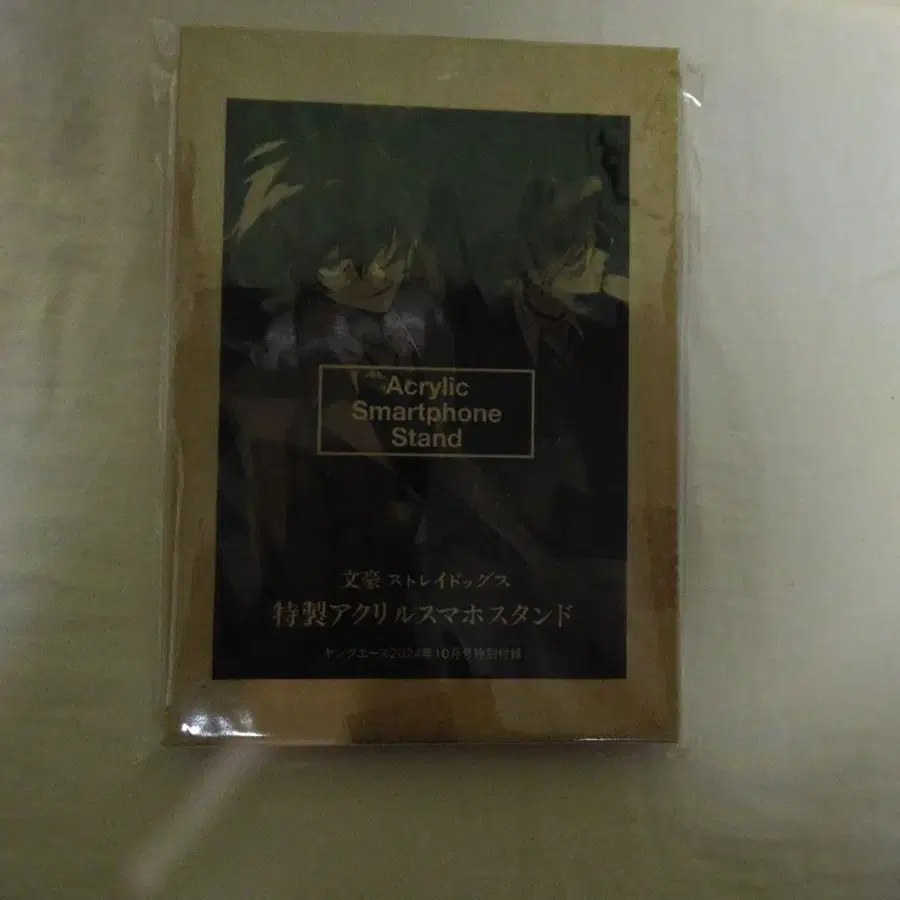 Acrylic
Smartphone
Stand
文豪 ストレイドッグス
特製アクリルスマホスタンド
ヤングエース2024年10月号特別付録